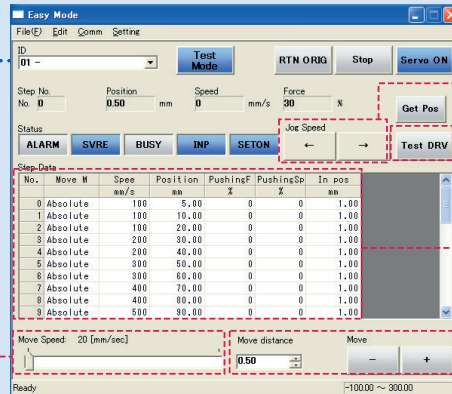 Easy Mode
File(F) Edit Comm Setting
ID
01 -
Test Mode
RTN ORIG
Stop
Servo ON
Step No. Position Speed Force
No. 0 0.50 mm 0 mm/s 30 %
Get Pos
Status
ALARM SVRE BUSY INP SETON
Jog Speed
← →
Test DRV
Step Data
No. Move M Spee Position PushingF PushingSp In pos
mm/s mm % % mm
0 Absolute 100 5.00 0 0 1.00
1 Absolute 100 10.00 0 0 1.00
2 Absolute 100 20.00 0 0 1.00
3 Absolute 200 30.00 0 0 1.00
4 Absolute 200 40.00 0 0 1.00
5 Absolute 300 50.00 0 0 1.00
6 Absolute 300 60.00 0 0 1.00
7 Absolute 400 70.00 0 0 1.00
8 Absolute 400 80.00 0 0 1.00
9 Absolute 500 90.00 0 0 1.00
Move Speed: 20 [mm/sec]
Move distance
0.50
Move
- +
Ready
-100.00 ~ 300.00